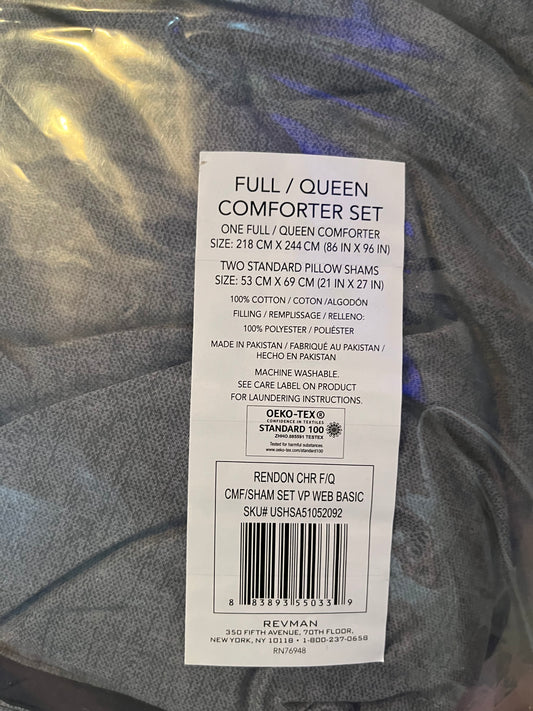 FULL / QUEEN
COMFORTER SET
ONE FULL / QUEEN COMFORTER
SIZE: 218 CM X 244 CM (86 IN X 96 IN)
TWO STANDARD PILLOW SHAMS
SIZE: 53 CM X 69 CM (21 IN X 27 IN)
100% COTTON / COTON /ALGODÓN
FILLING / REMPLISSAGE / RELLENO:
100% POLYESTER / POLIÉSTER
MADE IN PAKISTAN / FABRIQUÉ AU PAKISTAN /
HECHO EN PAKISTAN
MACHINE WASHABLE.
SEE CARE LABEL ON PRODUCT
FOR LAUNDERING INSTRUCTIONS.
OEKO-TEX®
CONFIDENCE IN TEXTILES
STANDARD 100
ZHHO.885591 TESTEX
Tested for harmful substances
www.oeko-tex.com/standard100
RENDON CHR F/Q
CMF/SHAM SET VP WEB BASIC
SKU# USHSA51052092
8 83893 55033 9
REVMAN
350 FIFTH AVENUE, 70TH FLOOR,
NEW YORK, NY 10118 • 1-800-237-0658
RN76948